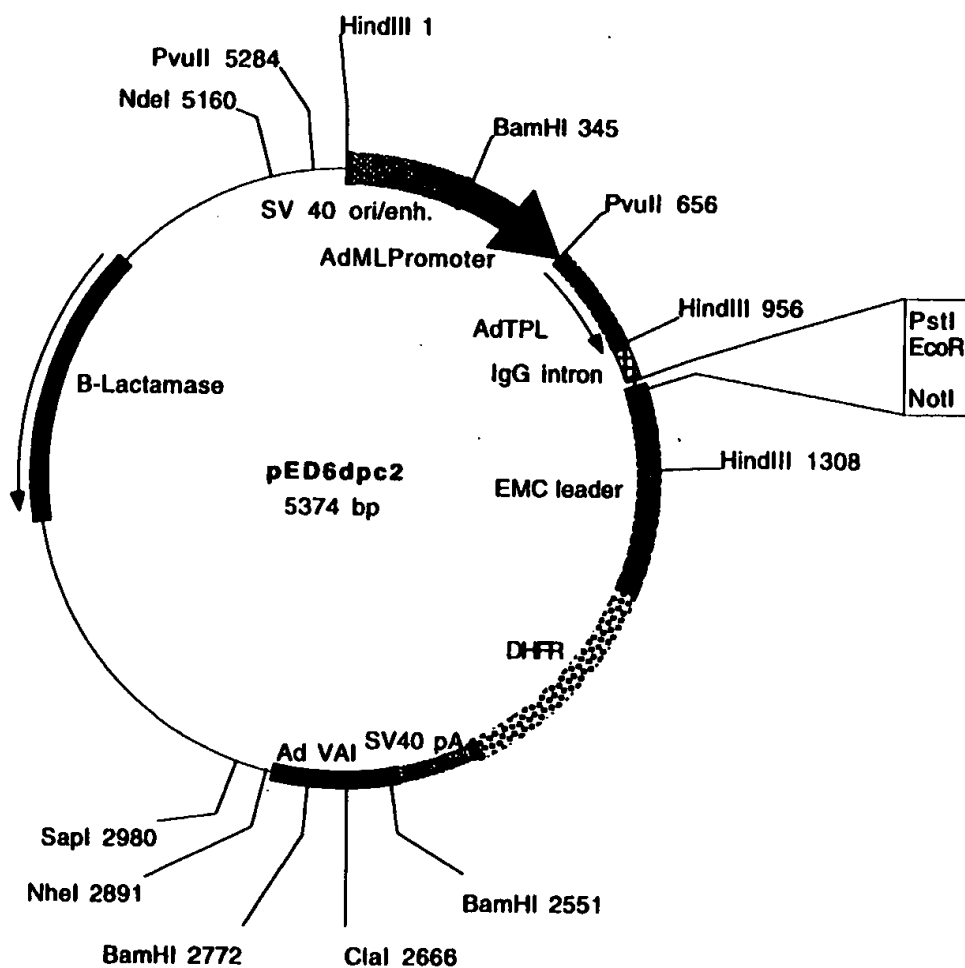 HindIII 1
PvuII 5284
NdeI 5160
BamHI 345
SV 40 ori/enh.
PvuII 656
AdMLPromoter
HindIII 956
AdTPL
PstI
EcoR
IgG intron
NotI
B-Lactamase
HindIII 1308
pED6dpc2
EMC leader
5374 bp
DHFR
SV40 pA
Ad VAI
SapI 2980
NheI 2891
BamHI 2551
BamHI 2772
ClaI 2666